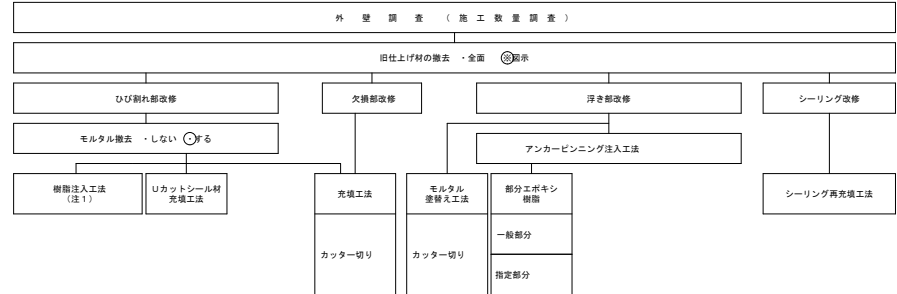 外 壁 調 査 （ 施 工 数 量 調 査 ）
旧仕上げ材の撤去 ・全面 ※図示
ひび割れ部改修
欠損部改修
浮き部改修
シーリング改修
モルタル撤去 ・しない ・する
アンカーピンニング注入工法
樹脂注入工法
（注１）
Ｕカットシール材
充填工法
充填工法
モルタル
塗替え工法
部分エポキシ
樹脂
シーリング再充填工法
カッター切り
カッター切り
一般部分
指定部分